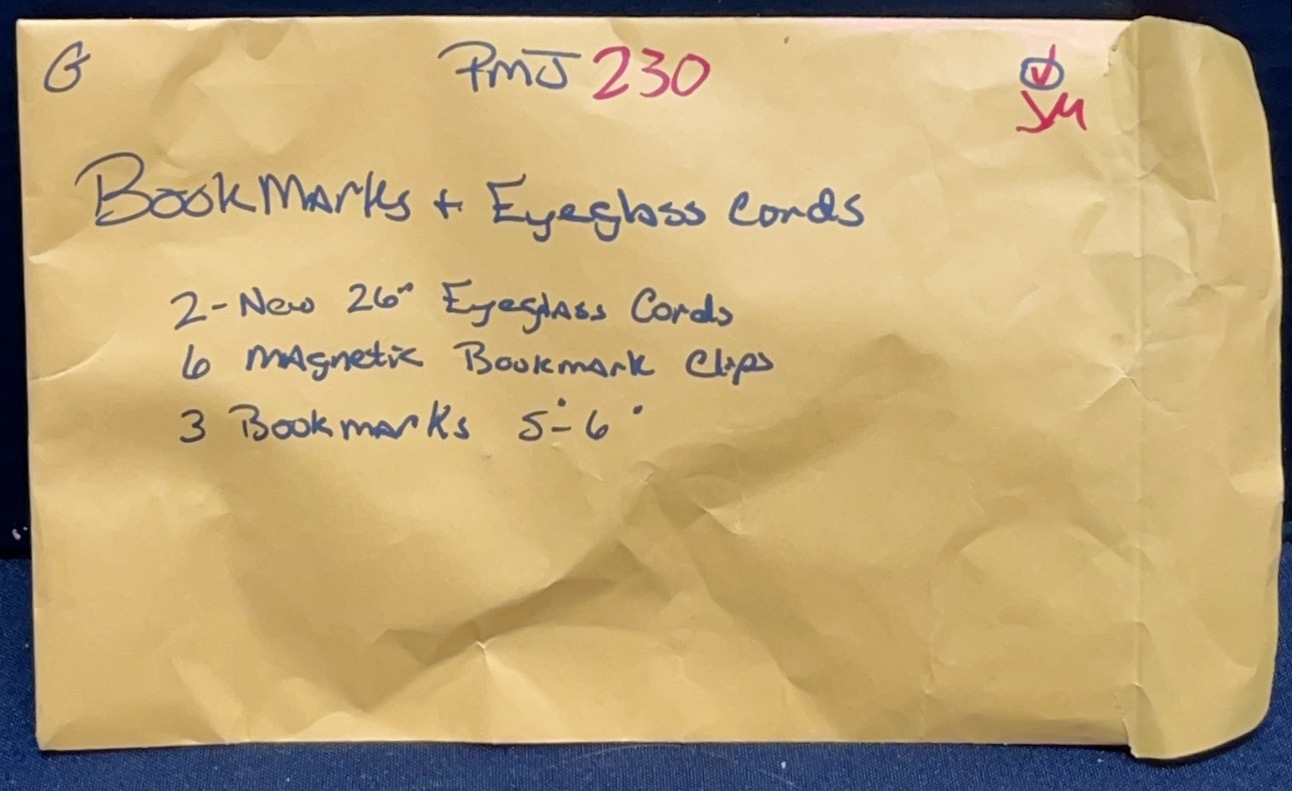 G PMJ 230
JM
BookMarks + Eyeglass Cords
2-New 26" Eyeglass Cords
6 Magnetic Bookmark Clips
3 Bookmarks 5"-6"